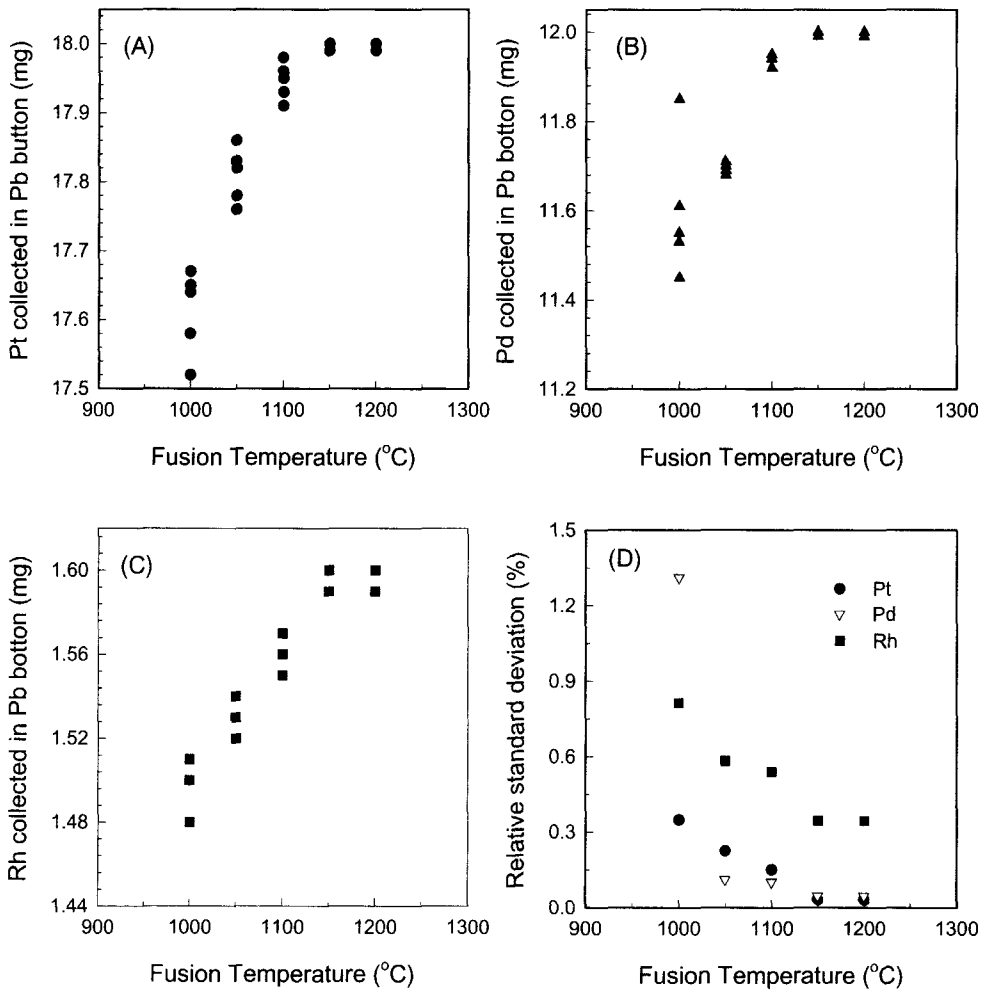 (A)
Pt collected in Pb button (mg)
18.0
17.9
17.8
17.7
17.6
17.5
900
1000
1100
1200
1300
Fusion Temperature (°C)
(B)
Pd collected in Pb botton (mg)
12.0
11.8
11.6
11.4
11.2
900
1000
1100
1200
1300
Fusion Temperature (°C)
(C)
Rh collected in Pb botton (mg)
1.60
1.56
1.52
1.48
1.44
900
1000
1100
1200
1300
Fusion Temperature (°C)
(D)
Relative standard deviation (%)
1.5
1.2
0.9
0.6
0.3
0.0
Pt
Pd
Rh
900
1000
1100
1200
1300
Fusion Temperature (°C)